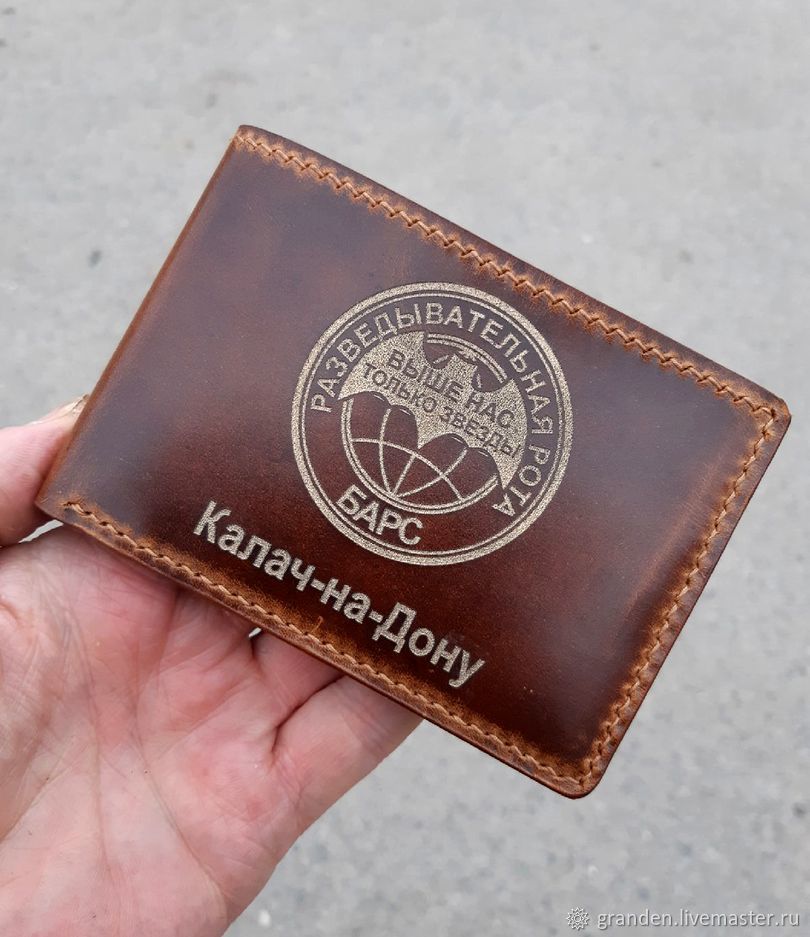 РАЗВЕДЫВАТЕЛЬНАЯ РОТА
ВЫШЕ НАС
ТОЛЬКО ЗВЕЗДЫ
БАРС
Калач-на-Дону
granden.livemaster.ru